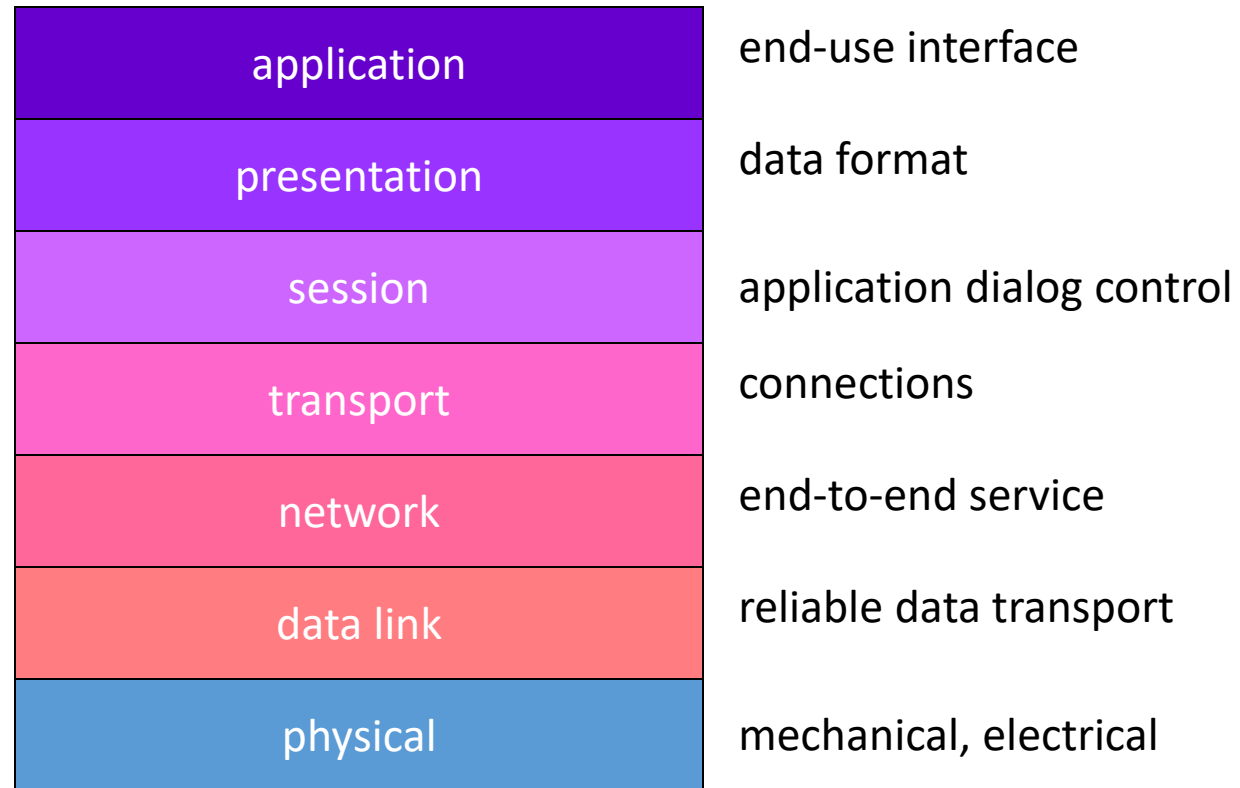 application
end-use interface
presentation
data format
session
application dialog control
transport
connections
network
end-to-end service
data link
reliable data transport
physical
mechanical, electrical